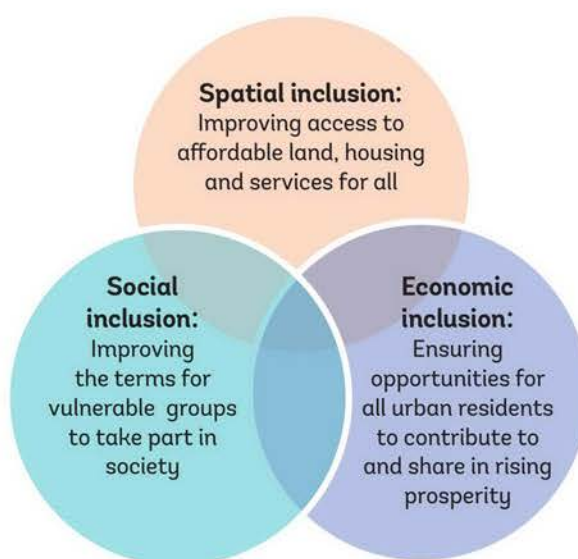 Spatial inclusion:
Improving access to
affordable land, housing
and services for all
Social
inclusion:
Improving
the terms for
vulnerable groups
to take part in
society
Economic
inclusion:
Ensuring
opportunities for
all urban residents
to contribute to
and share in rising
prosperity